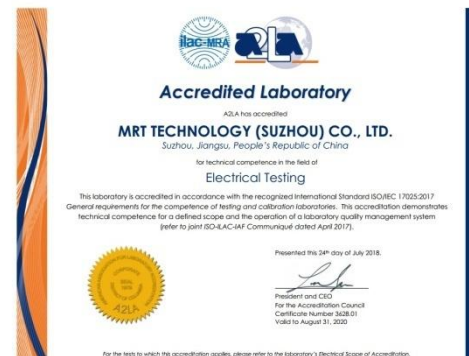 ilac-MRA
A2LA
Accredited Laboratory
A2LA has accredited
MRT TECHNOLOGY (SUZHOU) CO., LTD.
Suzhou, Jiangsu, People's Republic of China
for technical competence in the field of
Electrical Testing
This laboratory is accredited in accordance with the recognized International Standard ISO/IEC 17025:2017
General requirements for the competence of testing and calibration laboratories. This accreditation demonstrates
technical competence for a defined scope and the operation of a laboratory quality management system
(refer to joint ISO-ILAC-IAF Communiqué dated April 2017).
Presented this 24th day of July 2018.
President and CEO
For the Accreditation Council
Certificate Number 3628.01
Valid to August 31, 2020
CORPORATE
SEAL
1978
A2LA
For the tests to which this accreditation applies, please refer to the laboratory's Electrical Scope of Accreditation.